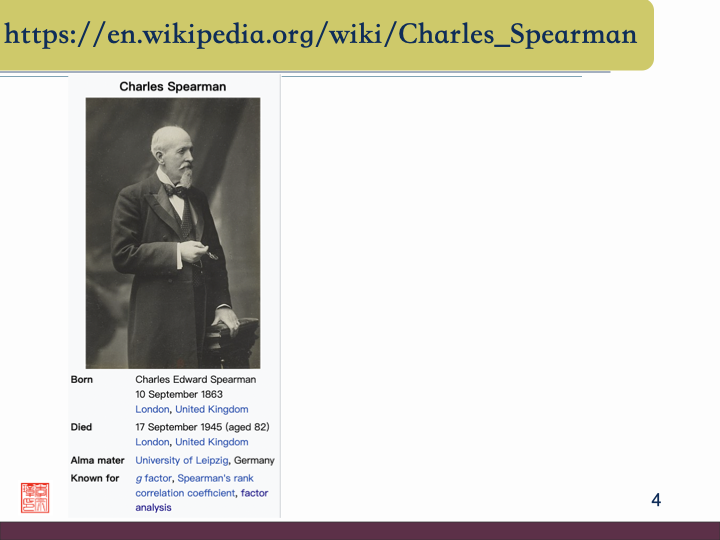 https://en.wikipedia.org/wiki/Charles_Spearman
Charles Spearman
Born Charles Edward Spearman
10 September 1863
London, United Kingdom
Died 17 September 1945 (aged 82)
London, United Kingdom
Alma mater University of Leipzig, Germany
Known for g factor, Spearman's rank
correlation coefficient, factor
analysis
4